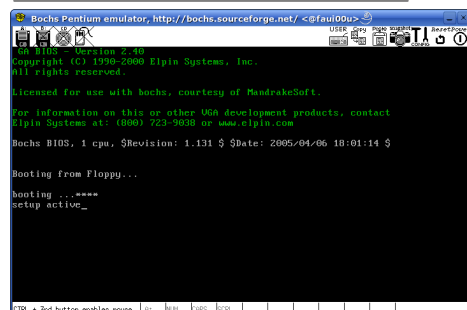 Bochs Pentium emulator, http://bochs.sourceforge.net/ <@faui00u>
USER Copy Paste Snapshot Reset Power
CONFIG
GA BIOS - Version 2.40
Copyright (C) 1990-2000 Elpin Systems, Inc.
All rights reserved.
Licensed for use with bochs, courtesy of MandrakeSoft.
For information on this or other VGA development products, contact
Elpin Systems at: (800) 723-9038 or www.elpin.com
Bochs BIOS, 1 cpu, $Revision: 1.131 $ $Date: 2005/04/06 18:01:14 $
Booting from Floppy...
booting ...****
setup active_
CTRL + 3rd button enables mouse A: NUM CAPS SCRL